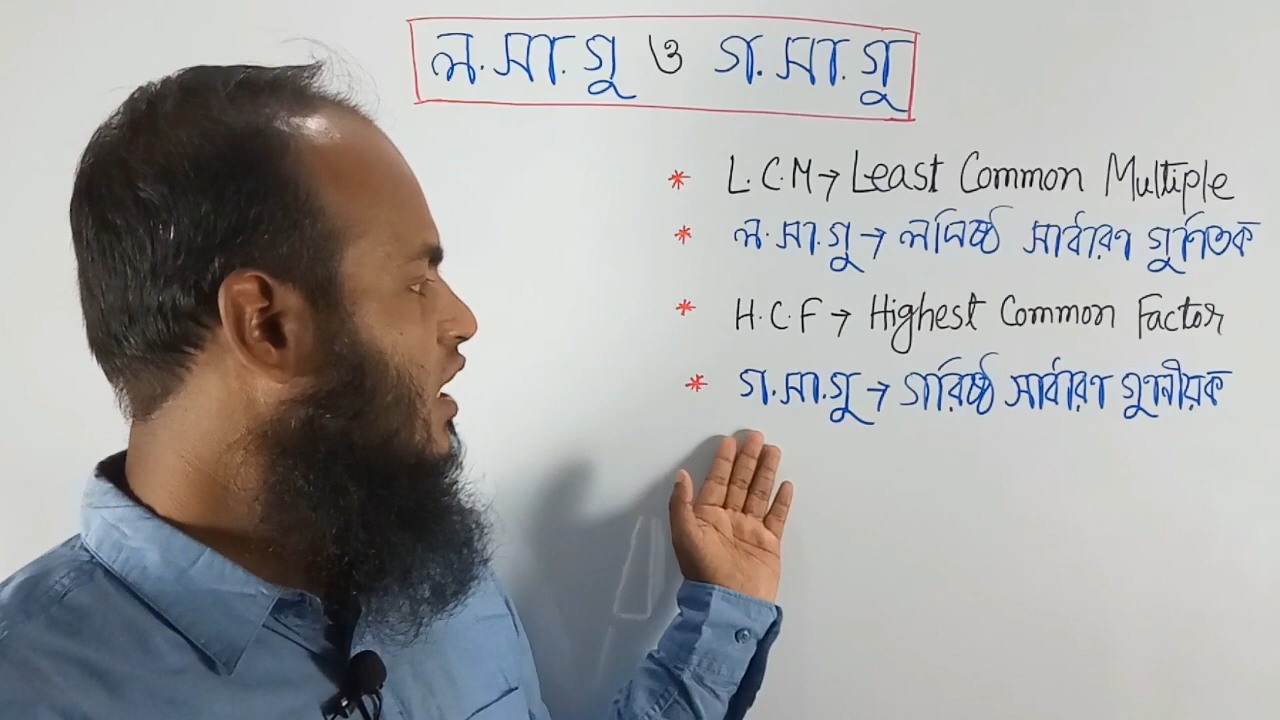 ল.সা.গু ও গ.সা.গু
* L.C.M→ Least Common Multiple
* ল.সা.গু → লঘিষ্ঠ সার্ধারণ গুণিতক
* H.C.F → Highest Common Factor
* গ.সা.গু → গরিষ্ঠ সার্ধারণ গুণনীয়ক